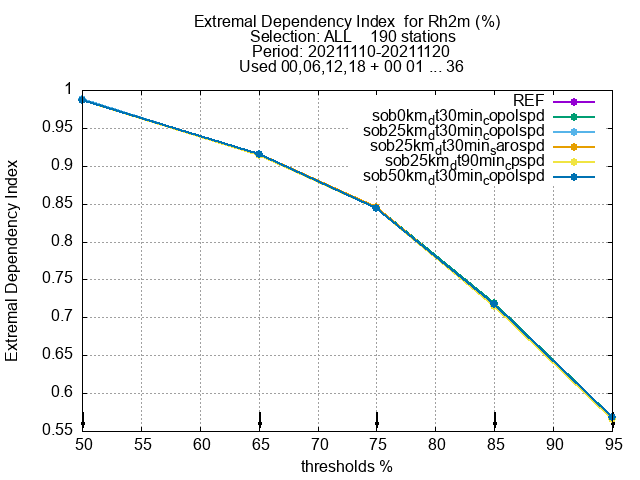 Extremal Dependency Index  for Rh2m (%)
Selection: ALL    190 stations
Period: 20211110-20211120
Used 00,06,12,18 + 00 01 ... 36
REF
sob0km_dt30min_copolspd
sob25km_dt30min_copolspd
sob25km_dt30min_sarospd
sob25km_dt90min_cpspd
sob50km_dt30min_copolspd
Extremal Dependency Index
1
0.95
0.9
0.85
0.8
0.75
0.7
0.65
0.6
0.55
50 55 60 65 70 75 80 85 90 95
thresholds %